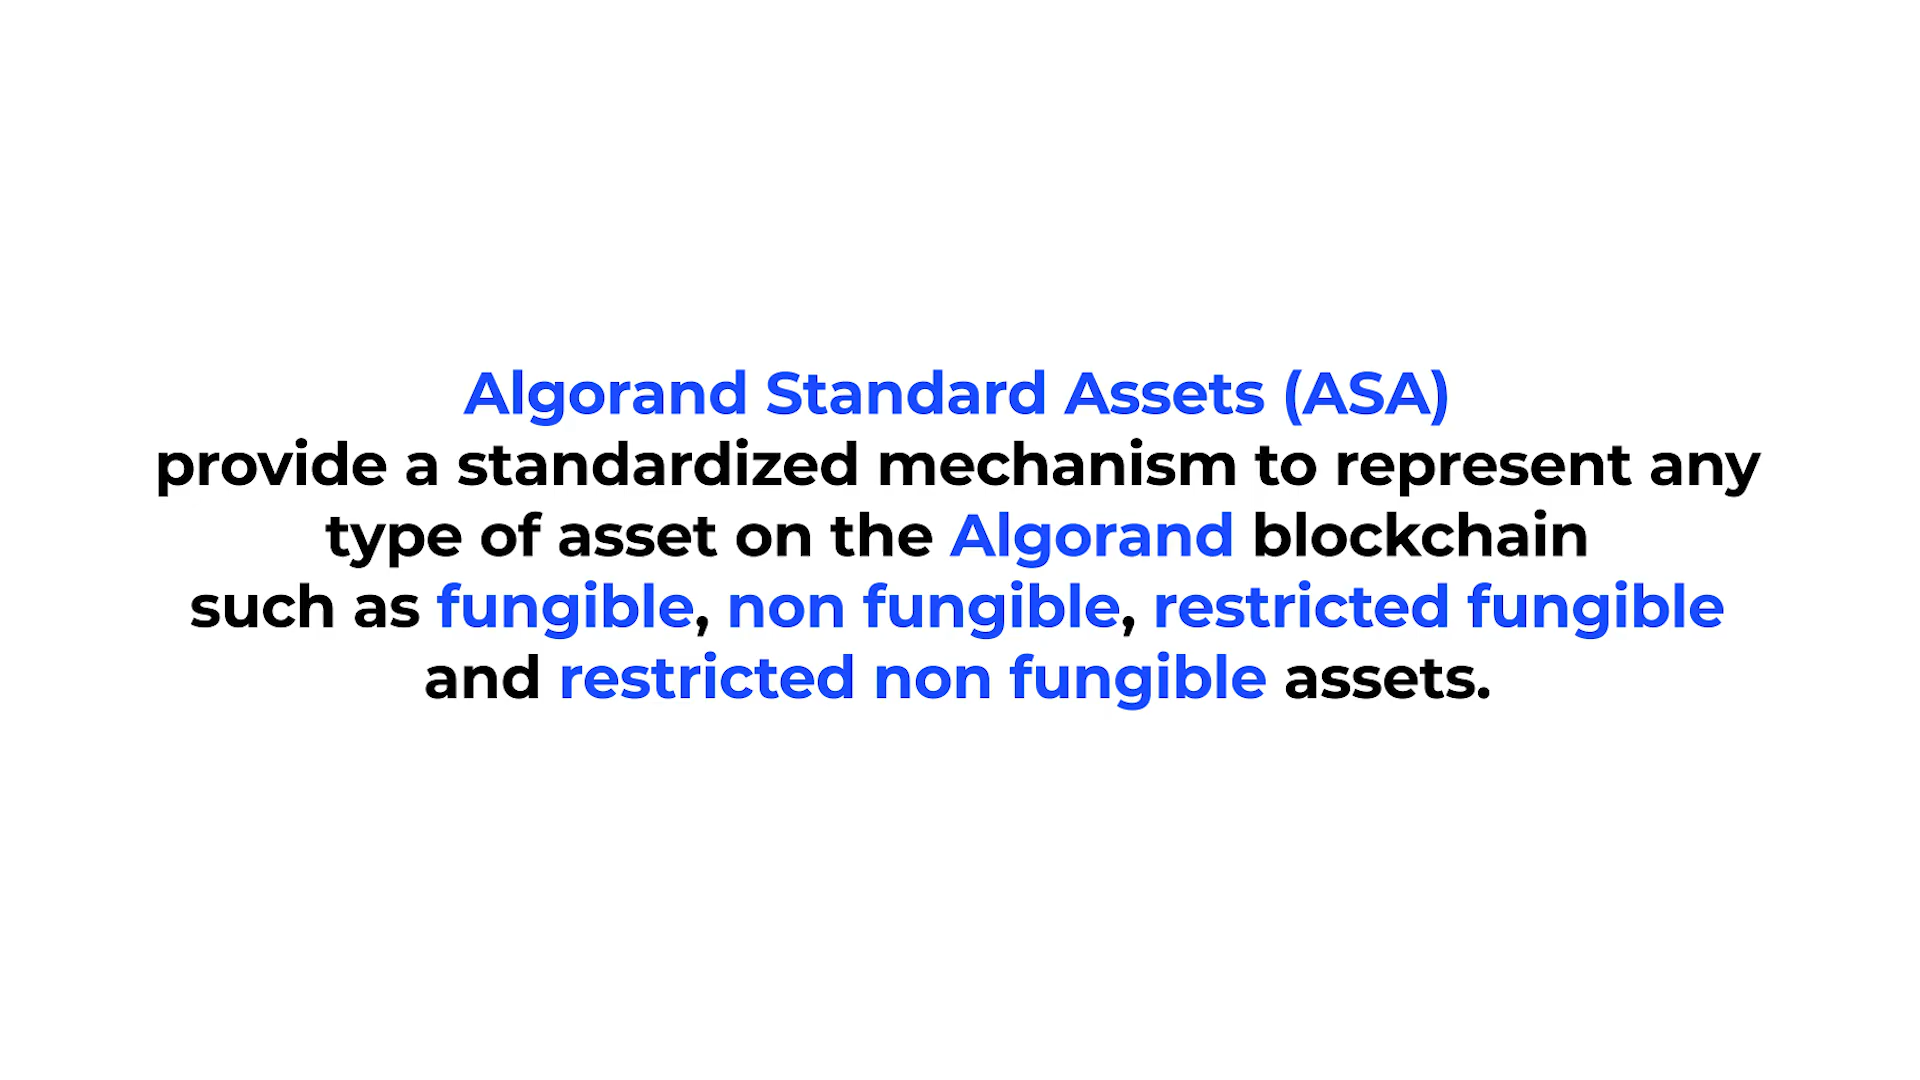 Algorand Standard Assets (ASA)
provide a standardized mechanism to represent any
type of asset on the Algorand blockchain
such as fungible, non fungible, restricted fungible
and restricted non fungible assets.